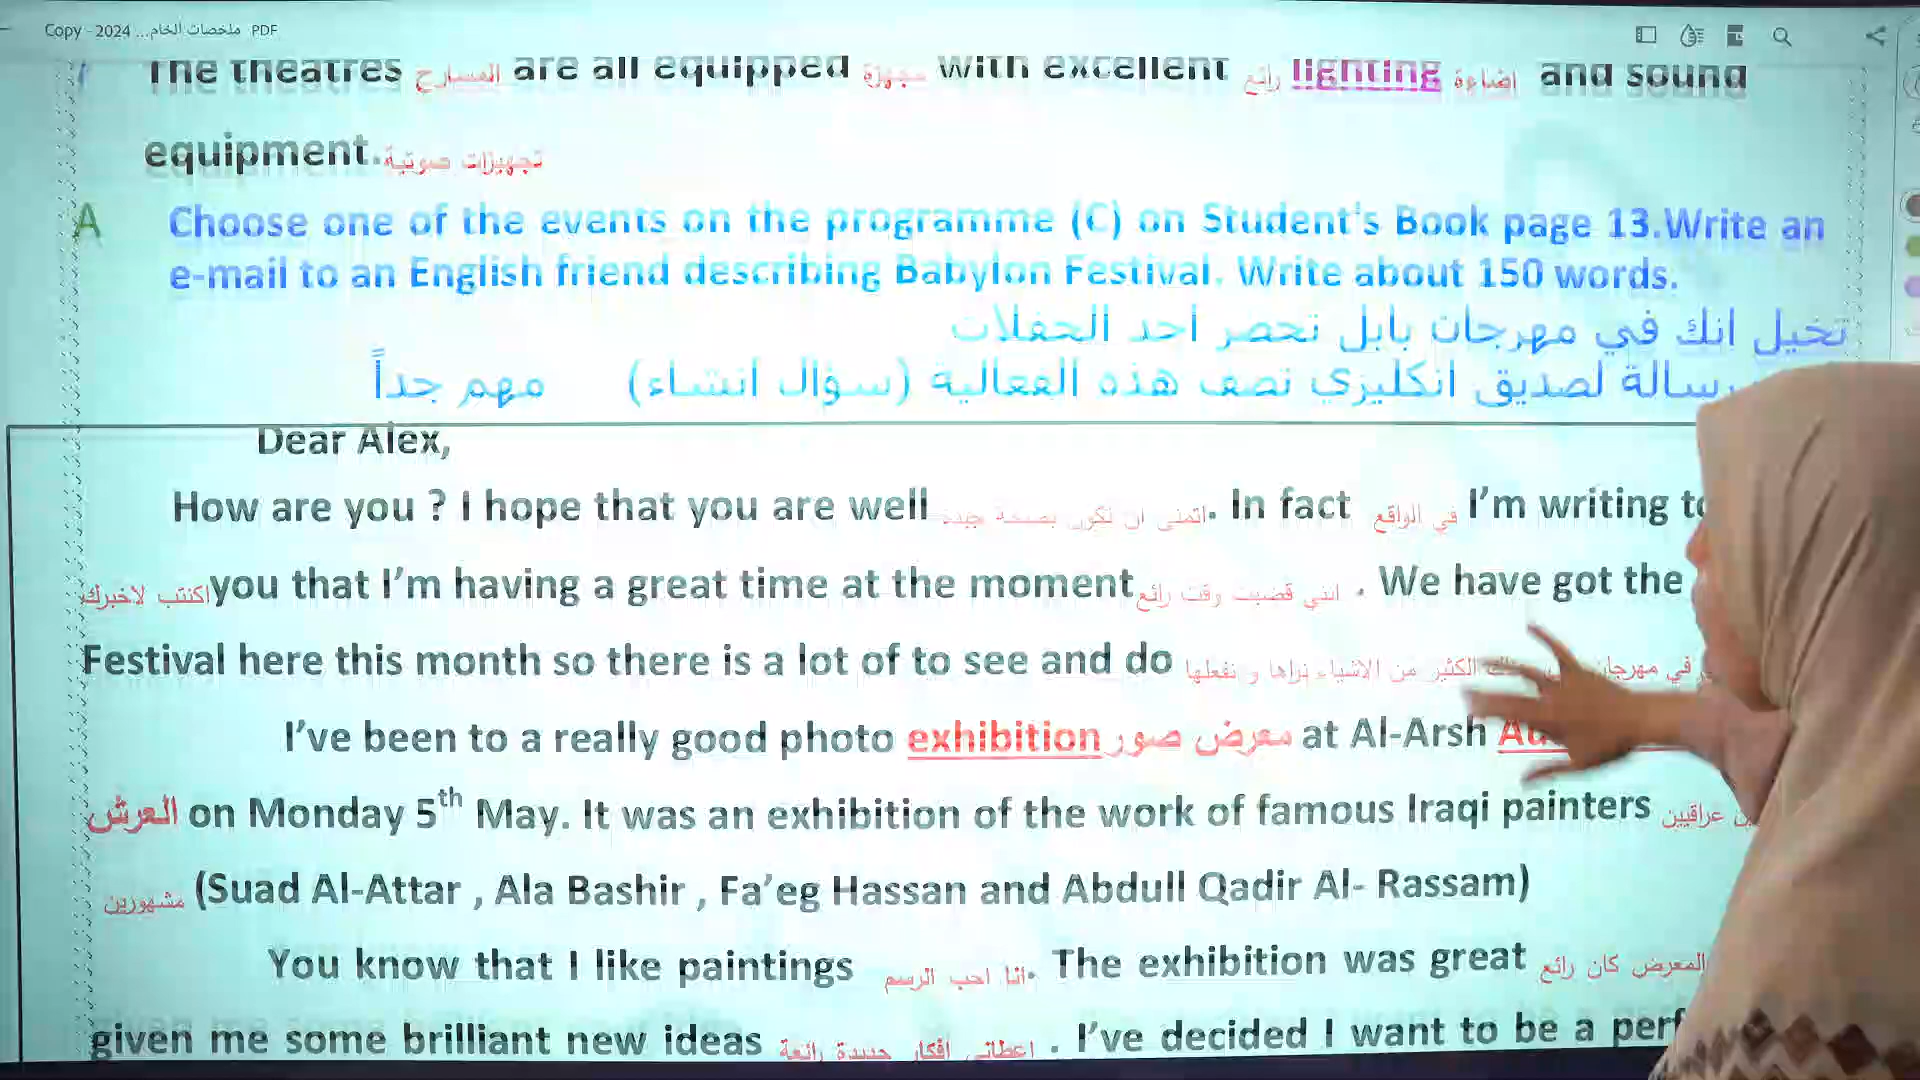 Copy - 2024 ...ملخصات الخام PDF
The theatres المسارح are all equipped مجهزة with excellent رائع lighting اضاءة and sound
equipment. تجهيزات صوتية
A Choose one of the events on the programme (C) on Student's Book page 13.Write an
e-mail to an English friend describing Babylon Festival. Write about 150 words.
تخيل انك في مهرجان بابل تحضر احد الحفلات
رسالة لصديق انكليزي تصف هذه الفعالية (سؤال انشاء) مهم جداً
Dear Alex,
How are you ? I hope that you are well اتمنى ان تكون بصحة جيدة. In fact في الواقع I'm writing
اكتب لاخبرك you that I'm having a great time at the moment انني قضيت وقت رائع . We have got the
Festival here this month so there is a lot of to see and do في الكثير من الاشياء نراها و نفعلها
I've been to a really good photo exhibition معرض صور at Al-Arsh
العرش on Monday 5th May. It was an exhibition of the work of famous Iraqi painters عراقيين
مشهورين (Suad Al-Attar , Ala Bashir , Fa'eg Hassan and Abdull Qadir Al- Rassam)
You know that I like paintings انا احب الرسم. The exhibition was great المعرض كان رائع
given me some brilliant new ideas اعطاني افكار جديدة رائعة . I've decided I want to be a